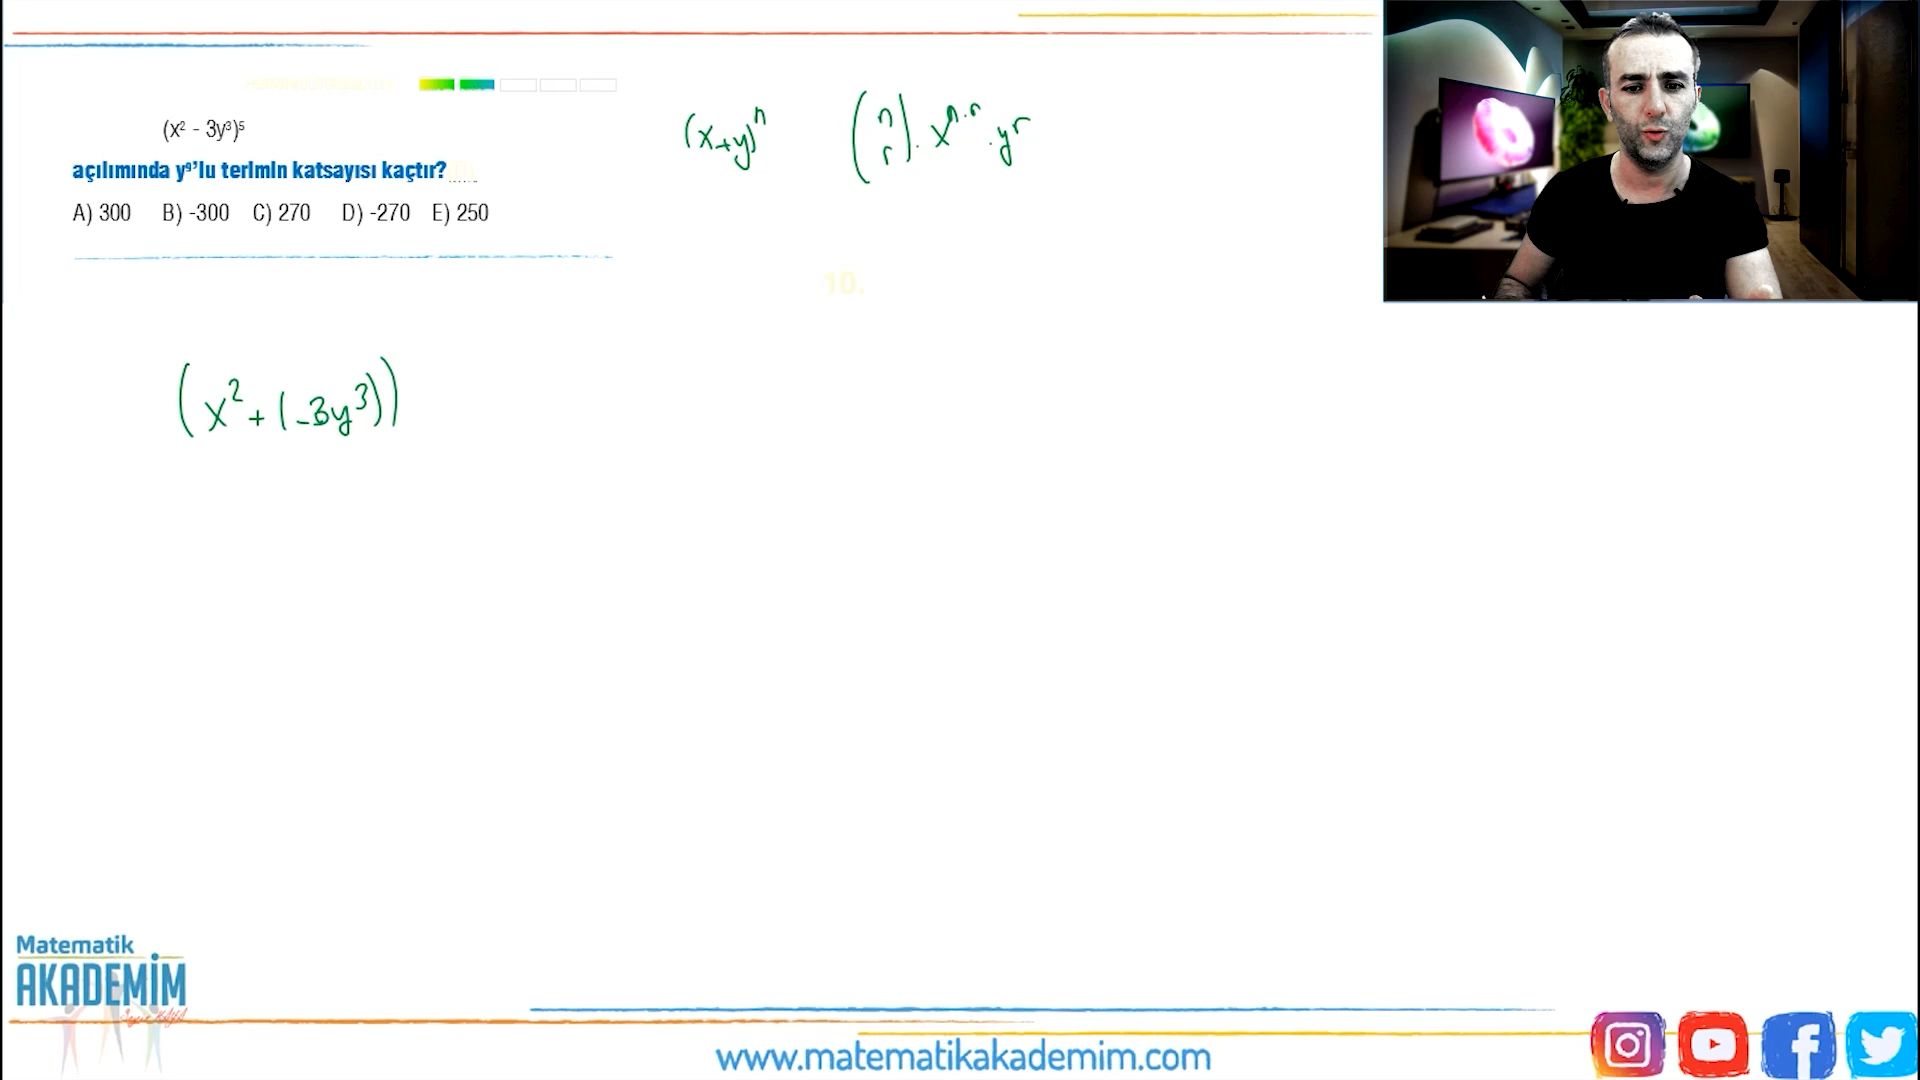 (x² - 3y³)⁵
açılımında y⁹'lu terimin katsayısı kaçtır?
A) 300 B) -300 C) 270 D) -270 E) 250
(x+y)ⁿ (n r) . xⁿ⁻ʳ . yʳ
10.
(x² + (-3y³))
Matematik
AKADEMİM
www.matematikakademim.com